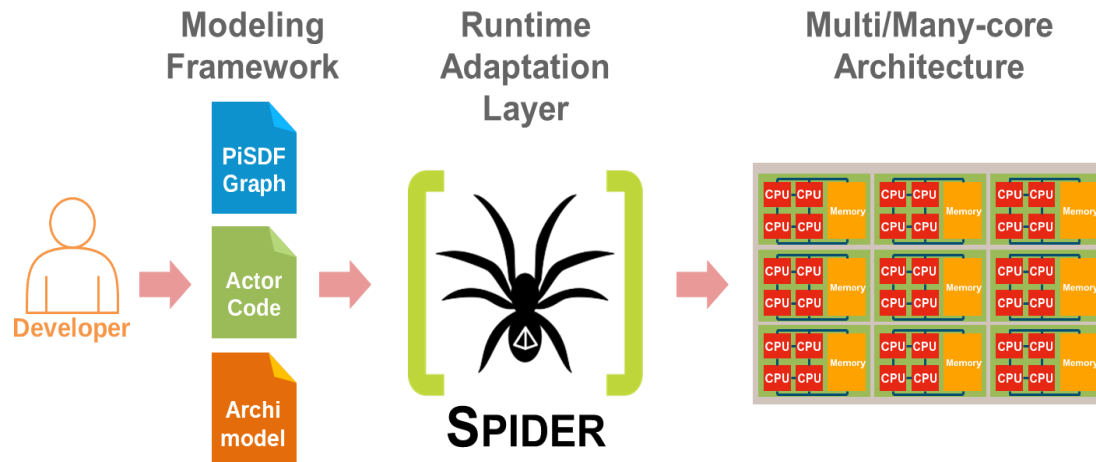 Modeling
Framework
Runtime
Adaptation
Layer
Multi/Many-core
Architecture
PiSDF
Graph
Actor
Code
Archi
model
Developer
SPIDER
CPU CPU Memory CPU CPU Memory CPU CPU Memory
CPU CPU CPU CPU CPU CPU
CPU CPU Memory CPU CPU Memory CPU CPU Memory
CPU CPU CPU CPU CPU CPU
CPU CPU Memory CPU CPU Memory CPU CPU Memory
CPU CPU CPU CPU CPU CPU